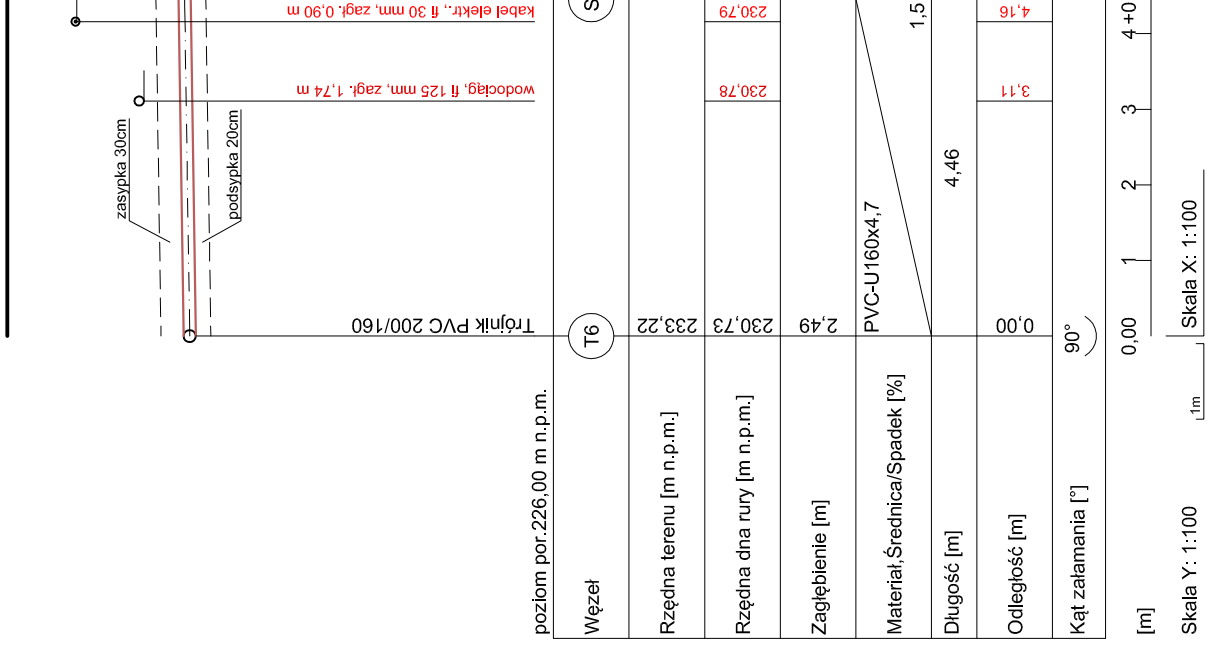 zasypka 30cm
podsypka 20cm
kabel elektr., fi 30 mm, zagł. 0,90 m
wodociąg, fi 125 mm, zagł. 1,74 m
Trójnik PVC 200/160
poziom por.226,00 m n.p.m.
Węzeł
T6
S
Rzędna terenu [m n.p.m.]
233,22
Rzędna dna rury [m n.p.m.]
230,73
230,78
230,79
Zagłębienie [m]
2,49
Materiał,Średnica/Spadek [%]
PVC-U160x4,7
1,5
Długość [m]
4,46
Odległość [m]
0,00
3,11
4,16
Kąt załamania [°]
90°
[m]
0,00
1
2
3
4+0
Skala Y: 1:100
1m
Skala X: 1:100